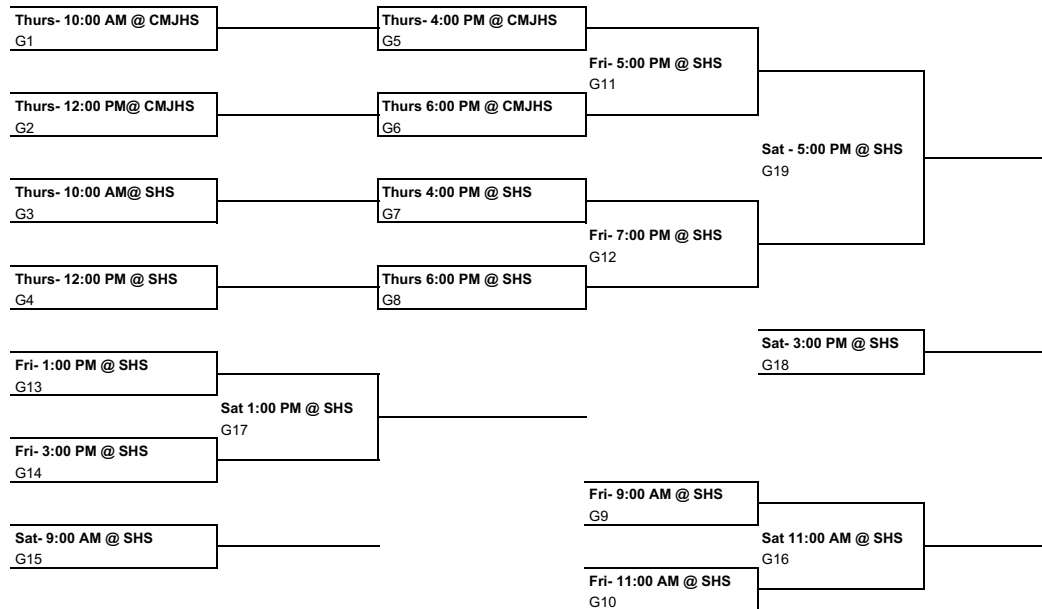 Thurs- 10:00 AM @ CMJHS
G1
Thurs- 4:00 PM @ CMJHS
G5
Fri- 5:00 PM @ SHS
G11
Thurs- 12:00 PM@ CMJHS
G2
Thurs 6:00 PM @ CMJHS
G6
Sat - 5:00 PM @ SHS
G19
Thurs- 10:00 AM@ SHS
G3
Thurs 4:00 PM @ SHS
G7
Fri- 7:00 PM @ SHS
G12
Thurs- 12:00 PM @ SHS
G4
Thurs 6:00 PM @ SHS
G8
Sat- 3:00 PM @ SHS
G18
Fri- 1:00 PM @ SHS
G13
Sat 1:00 PM @ SHS
G17
Fri- 3:00 PM @ SHS
G14
Fri- 9:00 AM @ SHS
G9
Sat- 9:00 AM @ SHS
G15
Sat 11:00 AM @ SHS
G16
Fri- 11:00 AM @ SHS
G10